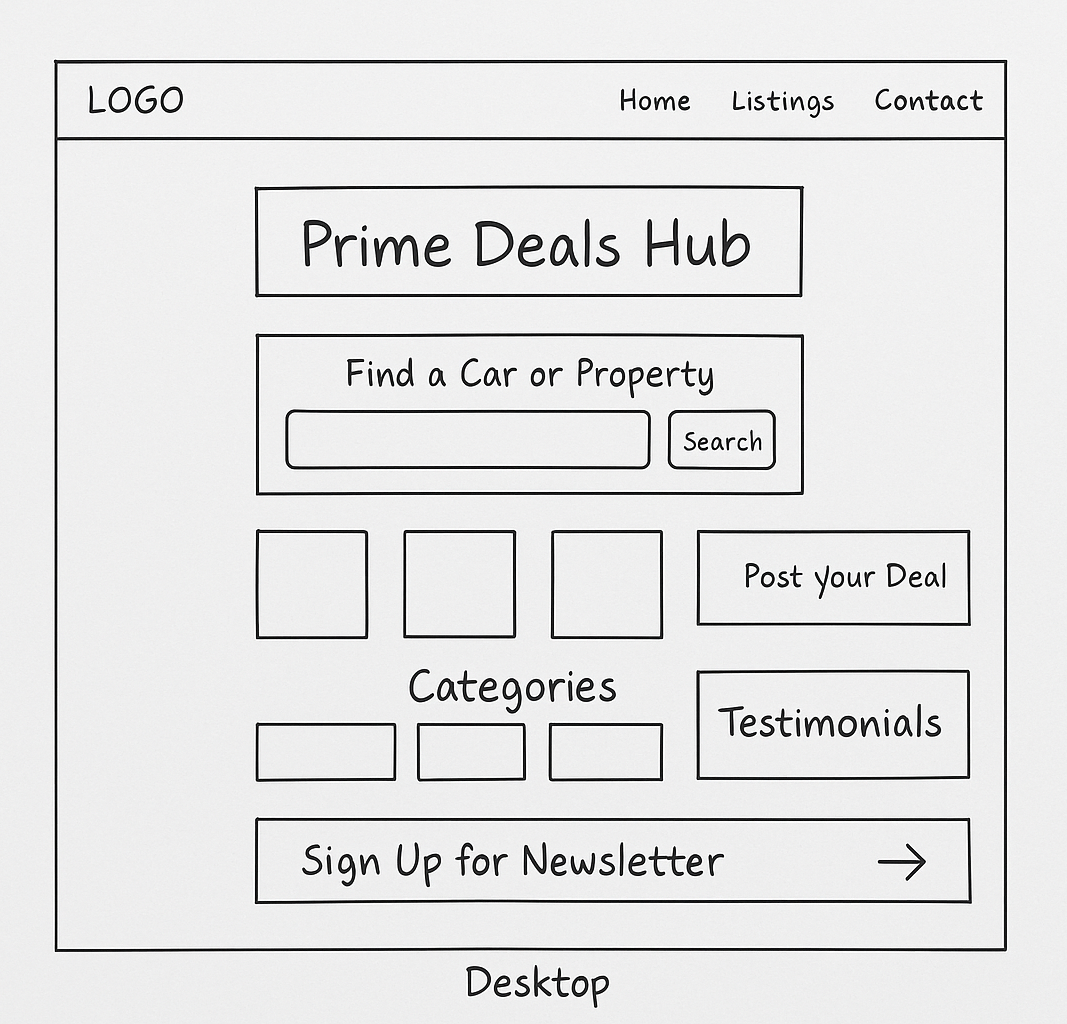 LOGO
Home Listings Contact
Prime Deals Hub
Find a Car or Property
Search
Post your Deal
Categories
Testimonials
Sign Up for Newsletter →
Desktop